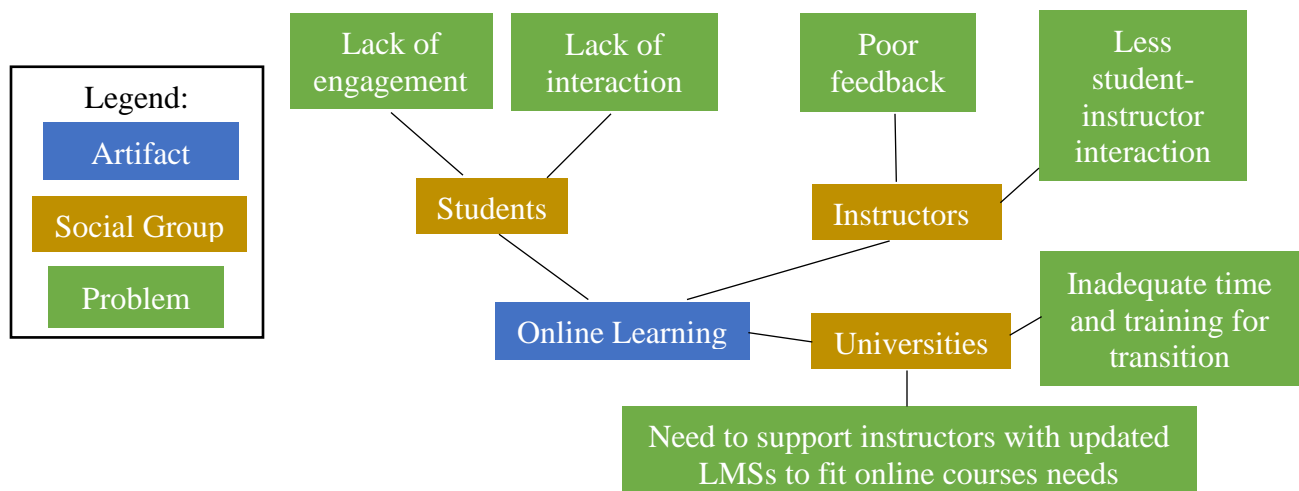 Legend:
Artifact
Social Group
Problem
Lack of
engagement
Lack of
interaction
Poor
feedback
Less
student-
instructor
interaction
Students
Instructors
Online Learning
Universities
Inadequate time
and training for
transition
Need to support instructors with updated
LMSs to fit online courses needs